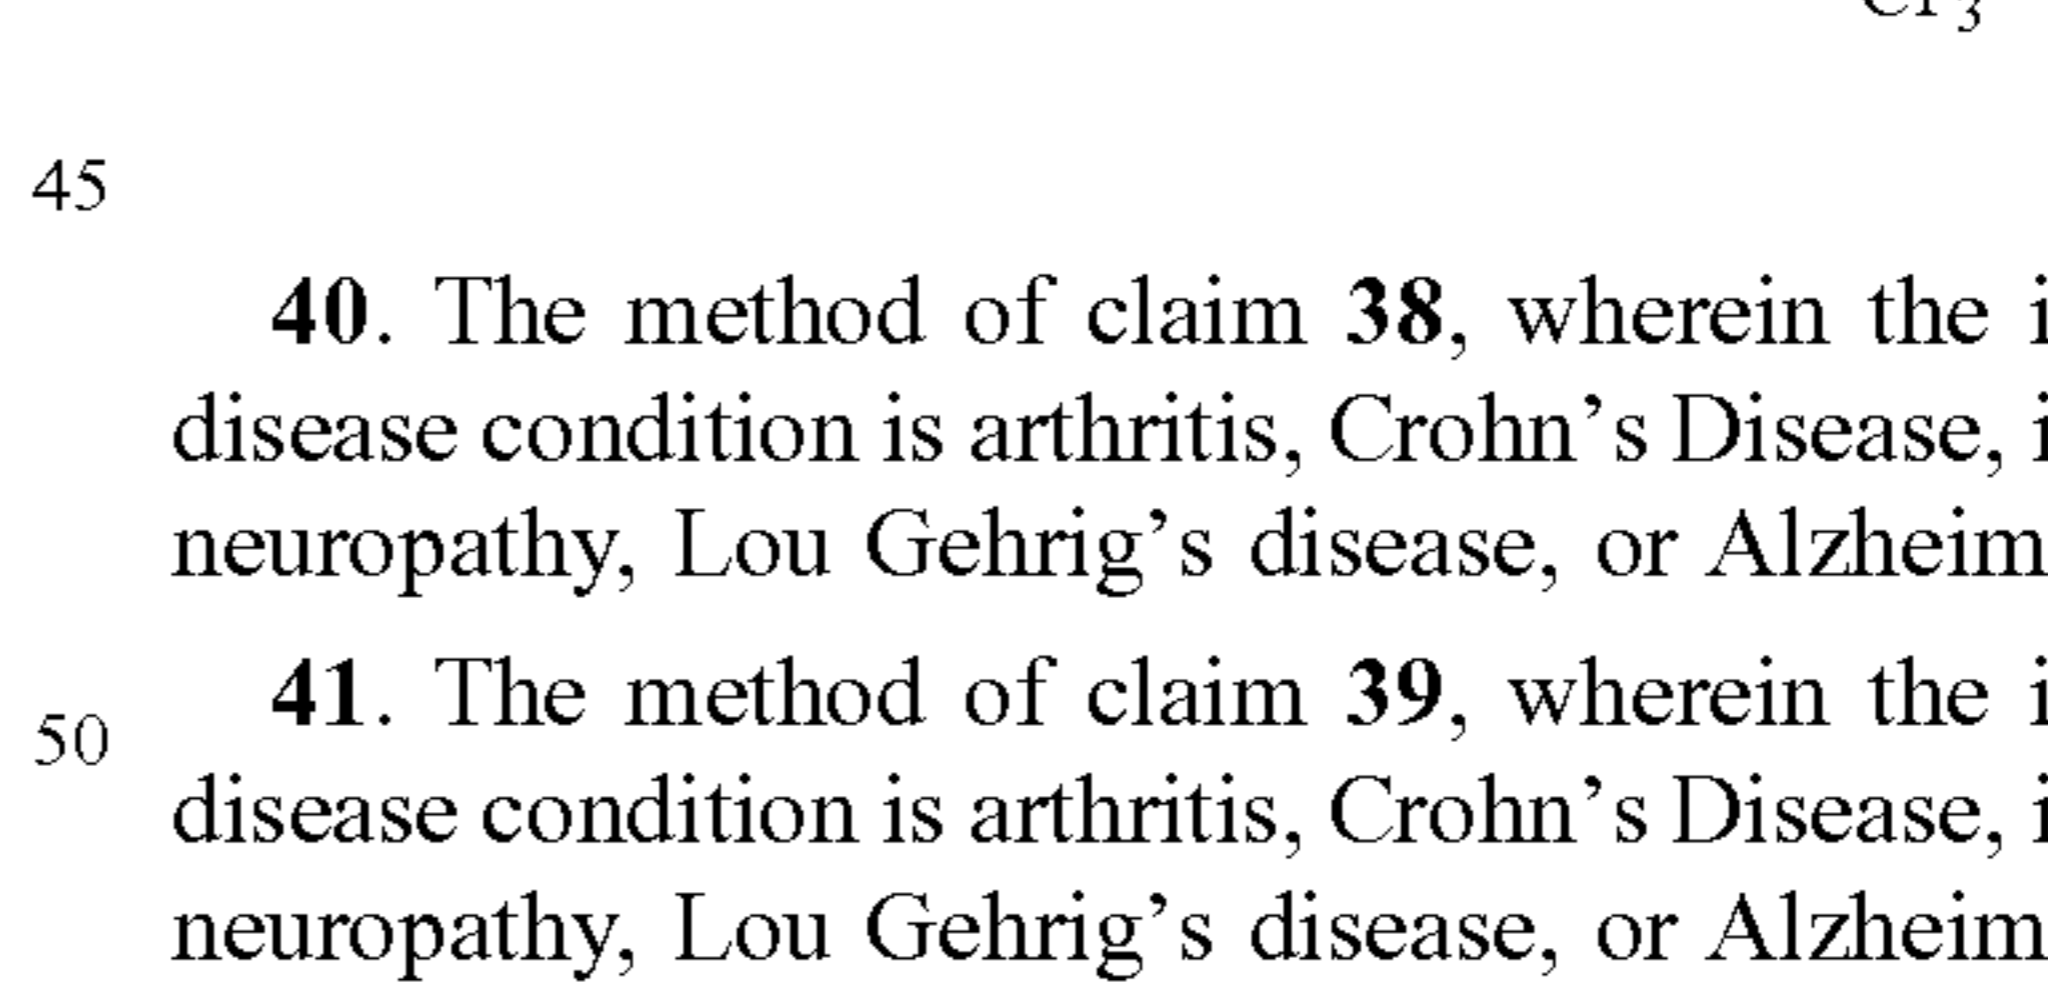 45
40. The method of claim 38, wherein the
disease condition is arthritis, Crohn’s Disease,
neuropathy, Lou Gehrig’s disease, or
41. The method of claim 39, wherein the
50
disease condition is arthritis, Crohn’s Disease,
neuropathy, Lou Gehrig’s disease, or